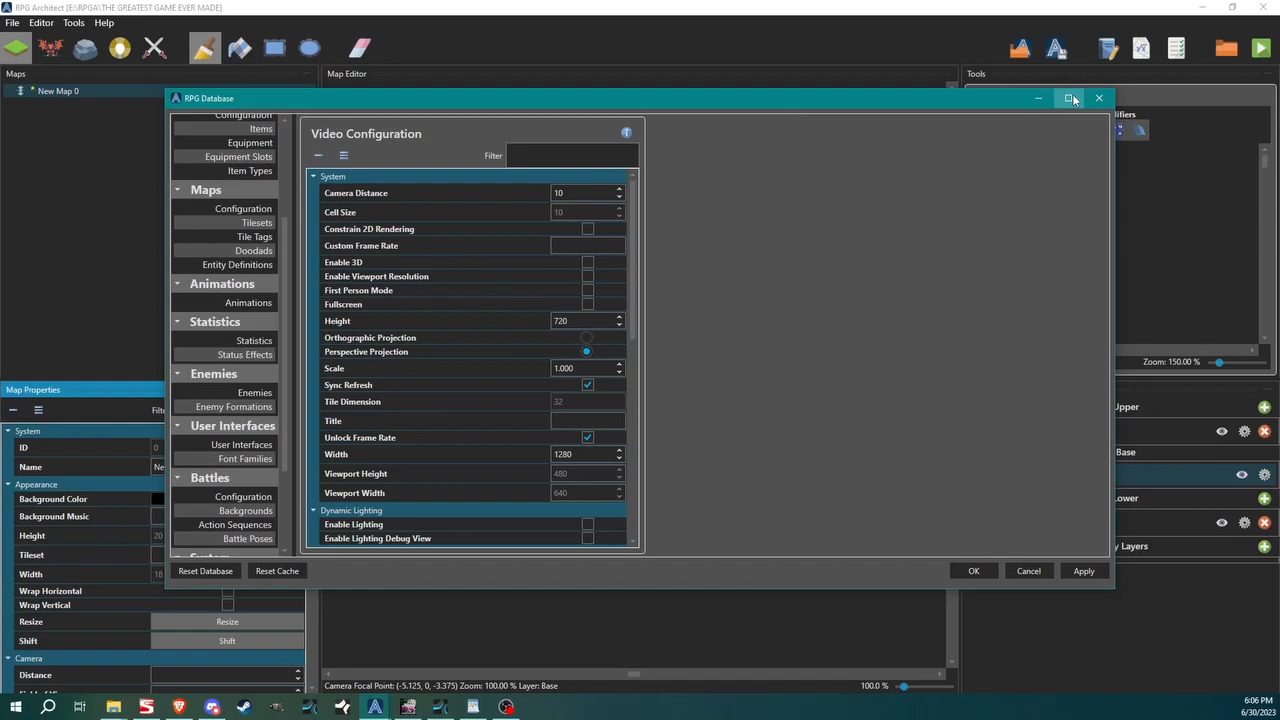 RPG Architect [E:\RPGA\THE GREATEST GAME EVER MADE]
File Editor Tools Help
Maps
Map Editor
Tools
* New Map 0
RPG Database
Configuration
Items
Equipment
Equipment Slots
Item Types
Maps
Configuration
Tilesets
Tile Tags
Doodads
Entity Definitions
Animations
Animations
Statistics
Statistics
Status Effects
Enemies
Enemies
Enemy Formations
User Interfaces
User Interfaces
Font Families
Battles
Configuration
Backgrounds
Action Sequences
Battle Poses
Video Configuration
Filter
System
Camera Distance 10
Cell Size 10
Constrain 2D Rendering
Custom Frame Rate
Enable 3D
Enable Viewport Resolution
First Person Mode
Fullscreen
Height 720
Orthographic Projection
Perspective Projection
Scale 1.000
Sync Refresh
Tile Dimension 32
Title
Unlock Frame Rate
Width 1280
Viewport Height 480
Viewport Width 640
Dynamic Lighting
Enable Lighting
Enable Lighting Debug View
Reset Database Reset Cache OK Cancel Apply
Map Properties
System
ID 0
Name
Appearance
Background Color
Background Music
Height 20
Tileset
Width 18
Wrap Horizontal
Wrap Vertical
Resize Resize
Shift Shift
Camera
Distance
Zoom: 150.00 %
Upper
Base
Lower
Layers
Camera Focal Point: (-5.125, 0, -3.375) Zoom: 100.00 % Layer: Base 100.0 %
6:06 PM
6/30/2023